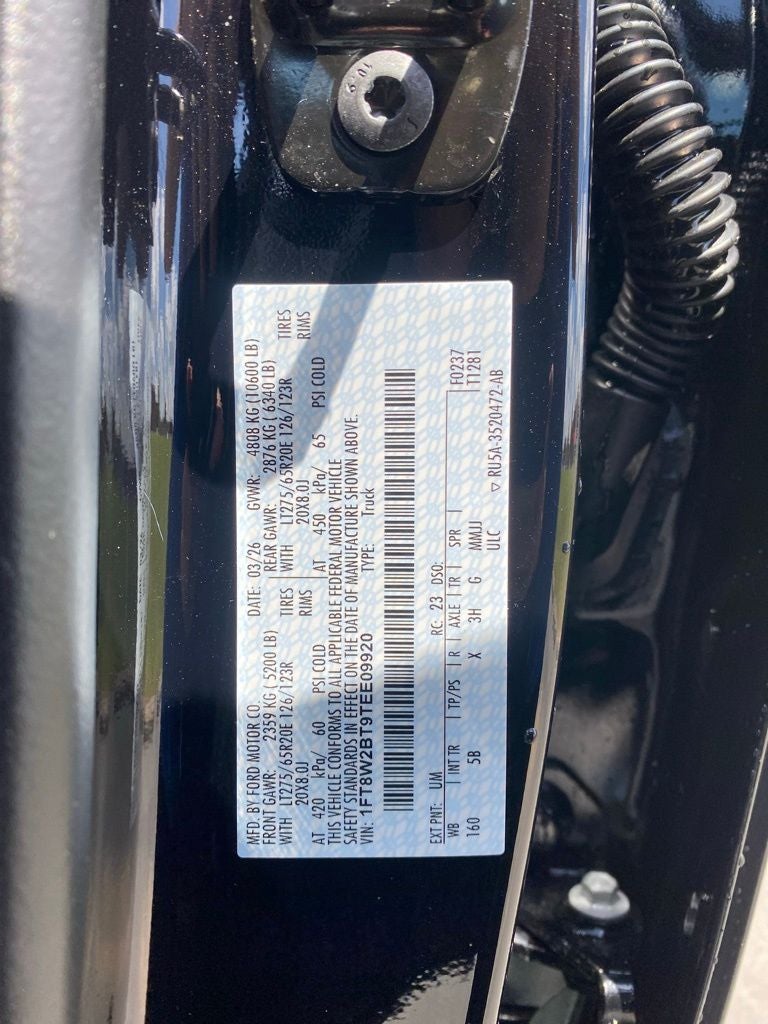 10.9
MFD. BY FORD MOTOR CO.
DATE: 03/26 GVWR: 4808 KG (10600 LB)
FRONT GAWR: 2359 KG ( 5200 LB) REAR GAWR: 2876 KG ( 6340 LB)
WITH LT275/65R20E 126/123R TIRES WITH LT275/65R20E 126/123R TIRES
20X8.0J RIMS 20X8.0J RIMS
AT 420 kPa/ 60 PSI COLD AT 450 kPa/ 65 PSI COLD
THIS VEHICLE CONFORMS TO ALL APPLICABLE FEDERAL MOTOR VEHICLE
SAFETY STANDARDS IN EFFECT ON THE DATE OF MANUFACTURE SHOWN ABOVE.
VIN: 1FT8W2BT9TEE09920 TYPE: Truck
EXT PNT: UM RC: 23 DSO: F0237
WB INT TR TP/PS R AXLE TR SPR T1281
160 5B X 3H G MMJJ
ULC ▽ RU5A-3520472-AB